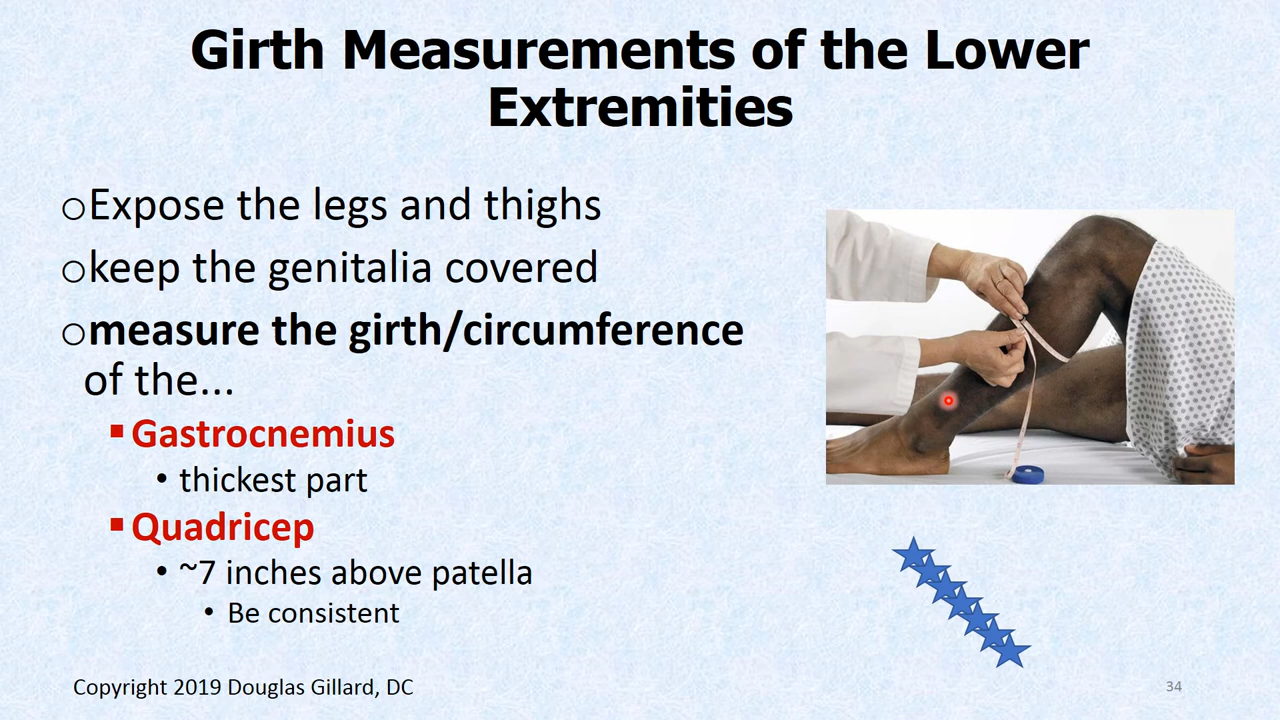 Girth Measurements of the Lower
Extremities
oExpose the legs and thighs
okeep the genitalia covered
omeasure the girth/circumference
of the...
▪Gastrocnemius
• thickest part
▪Quadricep
• ~7 inches above patella
• Be consistent
Copyright 2019 Douglas Gillard, DC
34